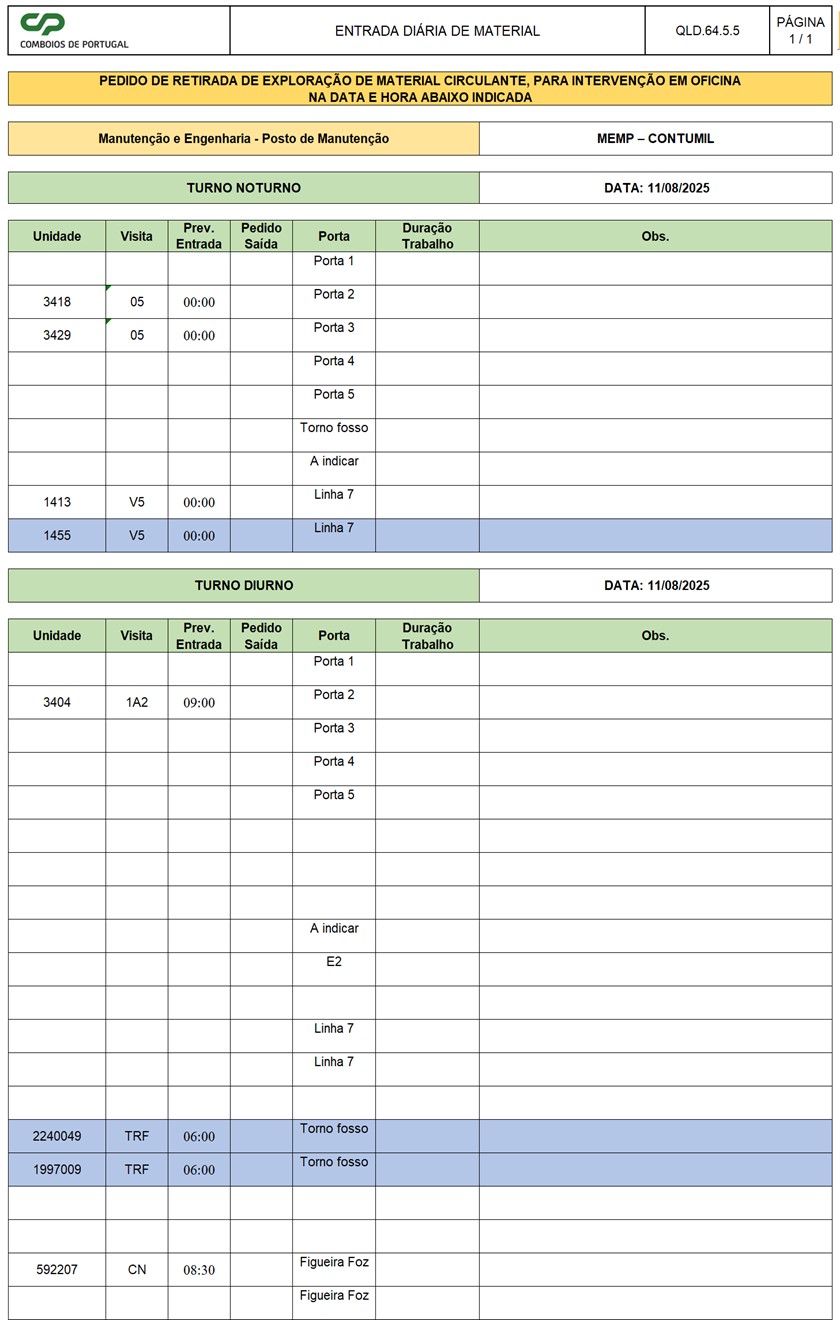 CP
COMBOIOS DE PORTUGAL
ENTRADA DIÁRIA DE MATERIAL
QLD.64.5.5
PÁGINA
1 / 1
PEDIDO DE RETIRADA DE EXPLORAÇÃO DE MATERIAL CIRCULANTE, PARA INTERVENÇÃO EM OFICINA
NA DATA E HORA ABAIXO INDICADA
Manutenção e Engenharia - Posto de Manutenção MEMP – CONTUMIL
TURNO NOTURNO DATA: 11/08/2025
Unidade Visita Prev. Entrada Pedido Saída Porta Duração Trabalho Obs.
Porta 1
3418 05 00:00 Porta 2
3429 05 00:00 Porta 3
Porta 4
Porta 5
Torno fosso
A indicar
1413 V5 00:00 Linha 7
1455 V5 00:00 Linha 7
TURNO DIURNO DATA: 11/08/2025
Unidade Visita Prev. Entrada Pedido Saída Porta Duração Trabalho Obs.
Porta 1
3404 1A2 09:00 Porta 2
Porta 3
Porta 4
Porta 5
A indicar
E2
Linha 7
Linha 7
2240049 TRF 06:00 Torno fosso
1997009 TRF 06:00 Torno fosso
592207 CN 08:30 Figueira Foz
Figueira Foz